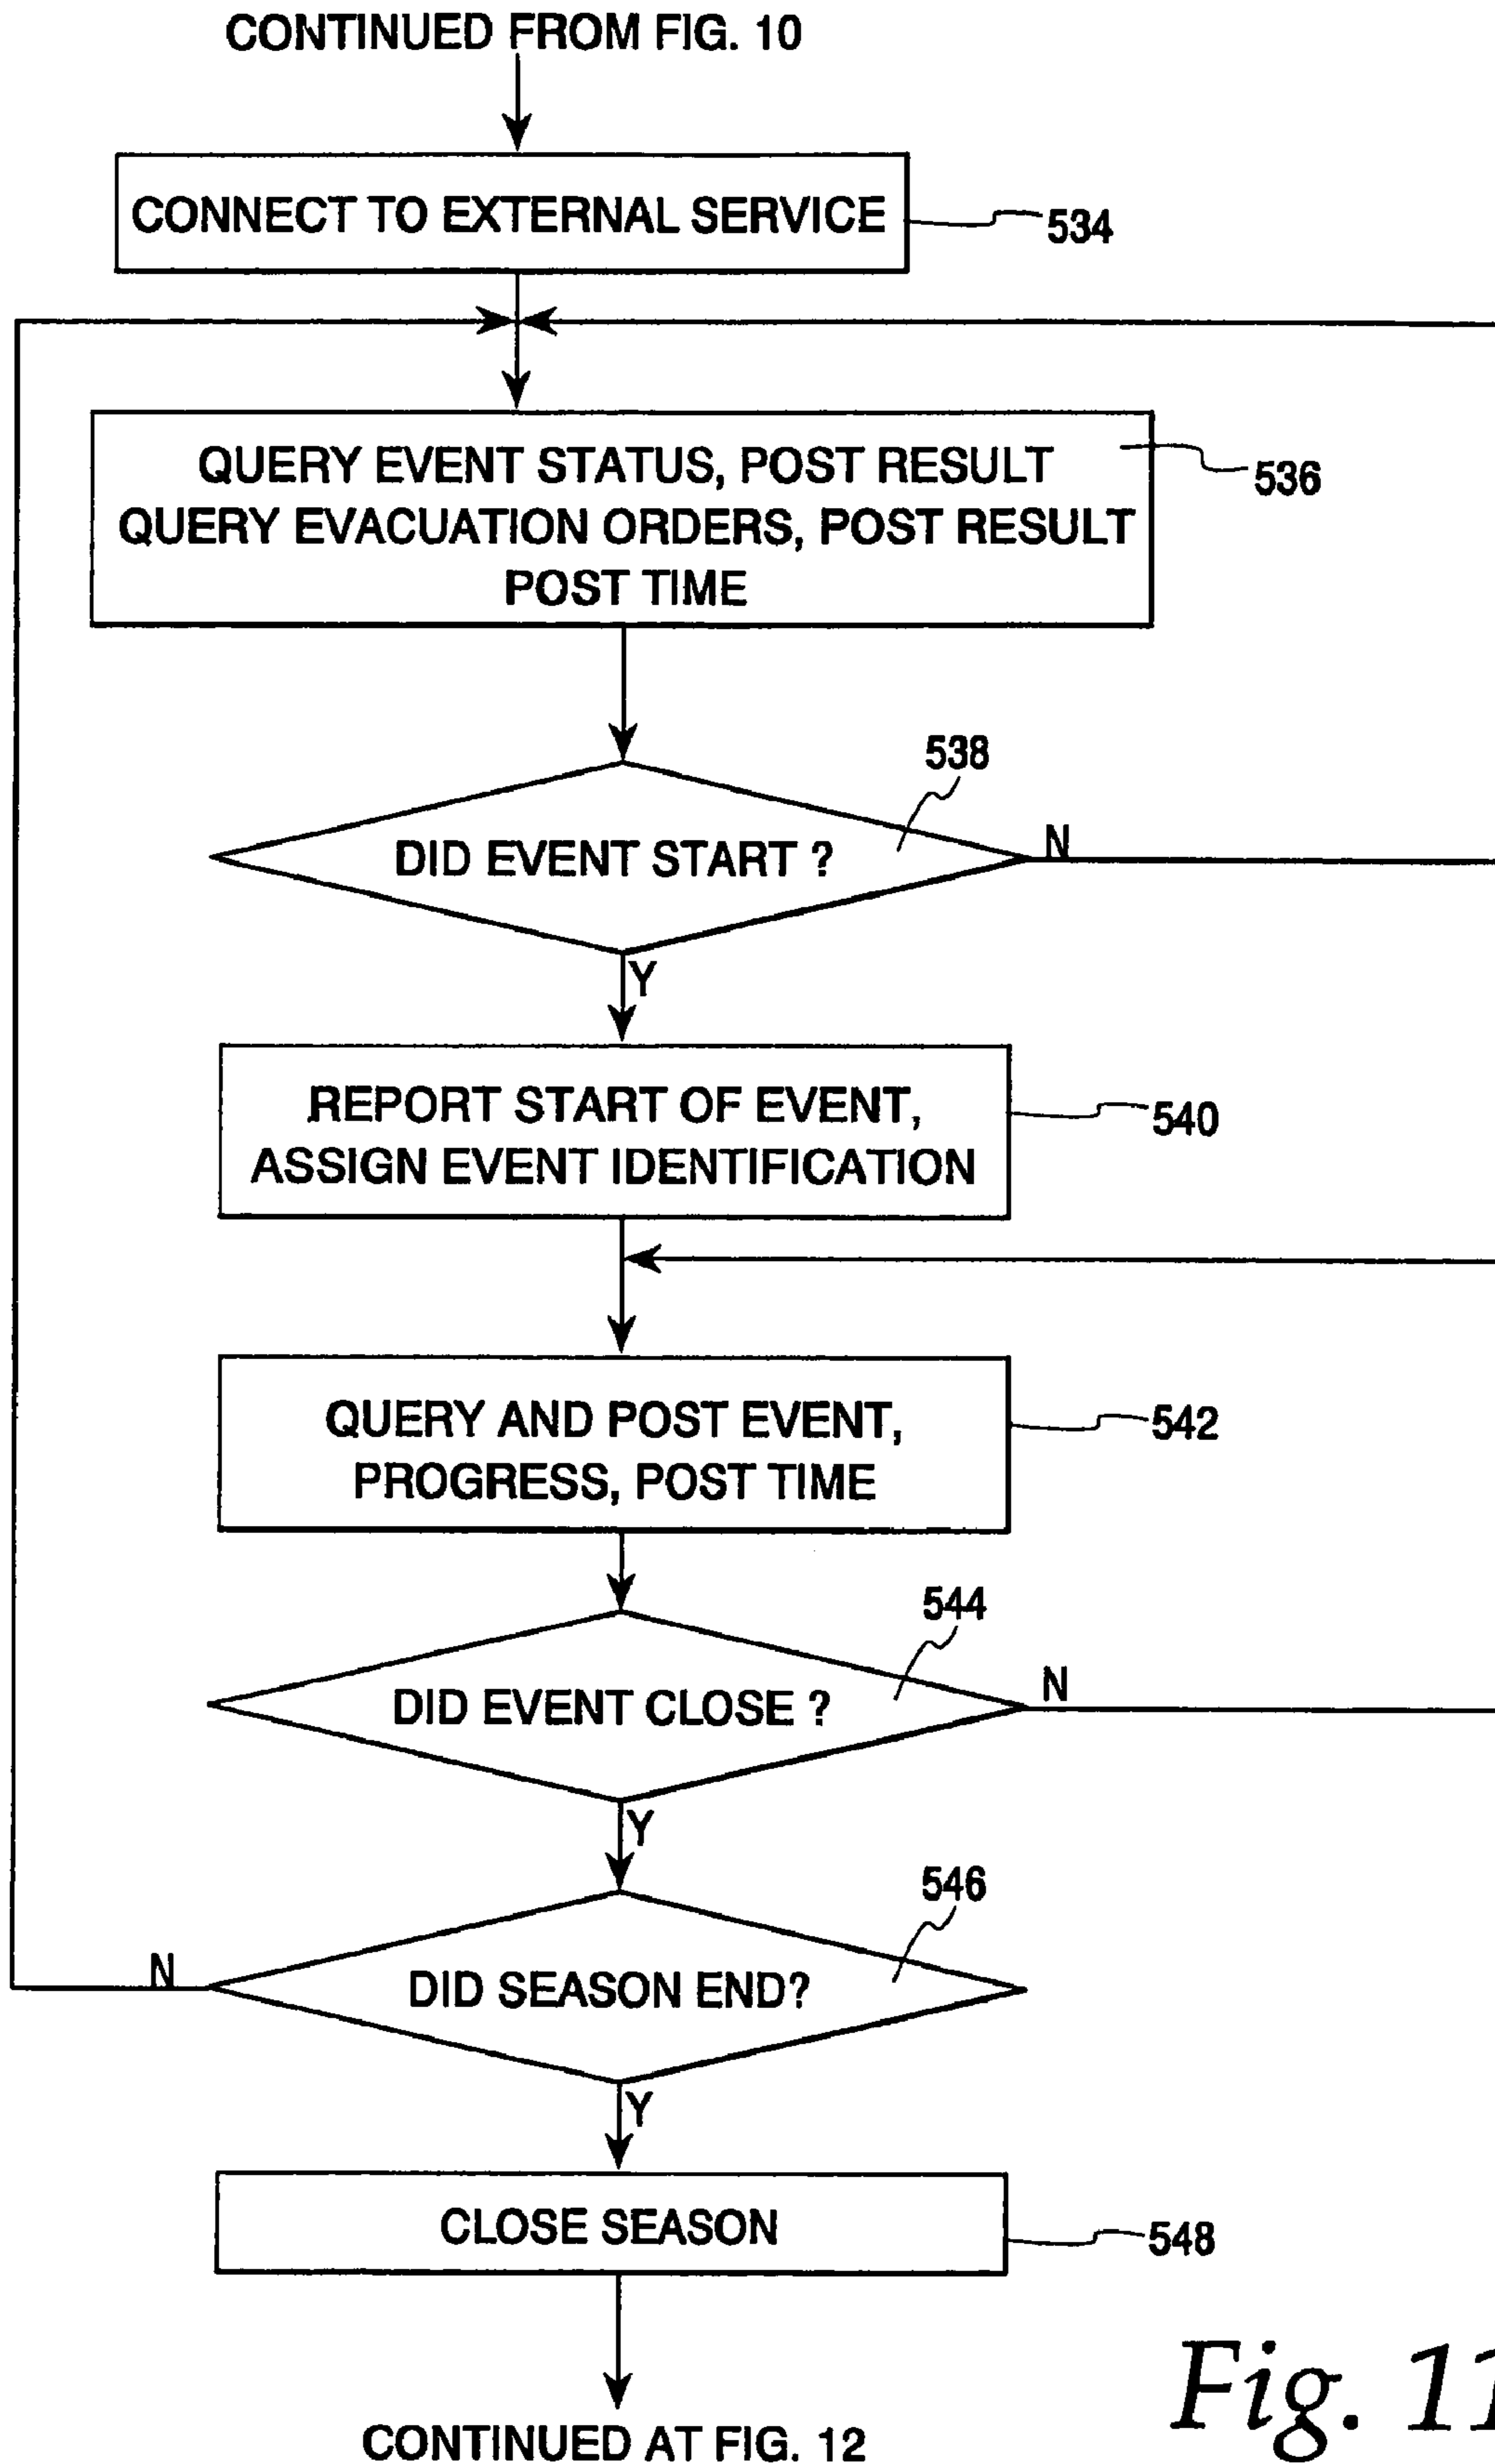 CONTINUED FROM FIG. 10
CONNECT TO EXTERNAL SERVICE
534
QUERY EVENT STATUS, POST RESULT
QUERY EVACUATION ORDERS, POST RESULT
POST TIME
536
538
DID EVENT START ?
N
Y
REPORT START OF EVENT,
ASSIGN EVENT IDENTIFICATION
540
QUERY AND POST EVENT,
PROGRESS, POST TIME
542
544
DID EVENT CLOSE ?
N
Y
546
N
DID SEASON END?
Y
CLOSE SEASON
548
Fig. 11
CONTINUED AT FIG. 12